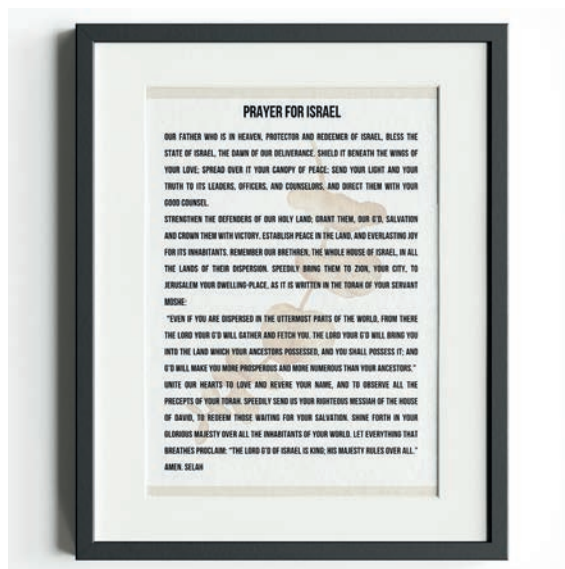 PRAYER FOR ISRAEL
OUR FATHER WHO IS IN HEAVEN, PROTECTOR AND REDEEMER OF ISRAEL, BLESS THE
STATE OF ISRAEL, THE DAWN OF OUR DELIVERANCE. SHIELD IT BENEATH THE WINGS OF
YOUR LOVE; SPREAD OVER IT YOUR CANOPY OF PEACE; SEND YOUR LIGHT AND YOUR
TRUTH TO ITS LEADERS, OFFICERS, AND COUNSELORS, AND DIRECT THEM WITH YOUR
GOOD COUNSEL.
STRENGTHEN THE DEFENDERS OF OUR HOLY LAND; GRANT THEM, OUR G'D, SALVATION
AND CROWN THEM WITH VICTORY. ESTABLISH PEACE IN THE LAND, AND EVERLASTING JOY
FOR ITS INHABITANTS. REMEMBER OUR BRETHREN, THE WHOLE HOUSE OF ISRAEL, IN ALL
THE LANDS OF THEIR DISPERSION. SPEEDILY BRING THEM TO ZION, YOUR CITY, TO
JERUSALEM YOUR DWELLING-PLACE, AS IT IS WRITTEN IN THE TORAH OF YOUR SERVANT
MOSHE:
"EVEN IF YOU ARE DISPERSED IN THE UTTERMOST PARTS OF THE WORLD, FROM THERE
THE LORD YOUR G'D WILL GATHER AND FETCH YOU. THE LORD YOUR G'D WILL BRING YOU
INTO THE LAND WHICH YOUR ANCESTORS POSSESSED, AND YOU SHALL POSSESS IT; AND
G'D WILL MAKE YOU MORE PROSPEROUS AND MORE NUMEROUS THAN YOUR ANCESTORS."
UNITE OUR HEARTS TO LOVE AND REVERE YOUR NAME, AND TO OBSERVE ALL THE
PRECEPTS OF YOUR TORAH. SPEEDILY SEND US YOUR RIGHTEOUS MESSIAH OF THE HOUSE
OF DAVID, TO REDEEM THOSE WAITING FOR YOUR SALVATION. SHINE FORTH IN YOUR
GLORIOUS MAJESTY OVER ALL THE INHABITANTS OF YOUR WORLD. LET EVERYTHING THAT
BREATHES PROCLAIM: "THE LORD G'D OF ISRAEL IS KING; HIS MAJESTY RULES OVER ALL."
AMEN. SELAH